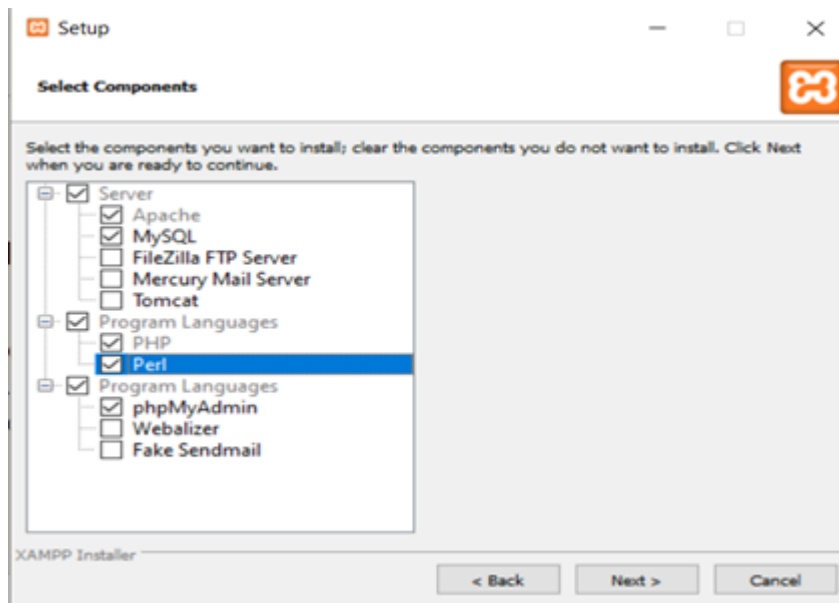 Setup
Select Components
Select the components you want to install; clear the components you do not want to install. Click Next
when you are ready to continue.
Server
Apache
MySQL
FileZilla FTP Server
Mercury Mail Server
Tomcat
Program Languages
PHP
Perl
Program Languages
phpMyAdmin
Webalizer
Fake Sendmail
XAMPP Installer
< Back
Next >
Cancel